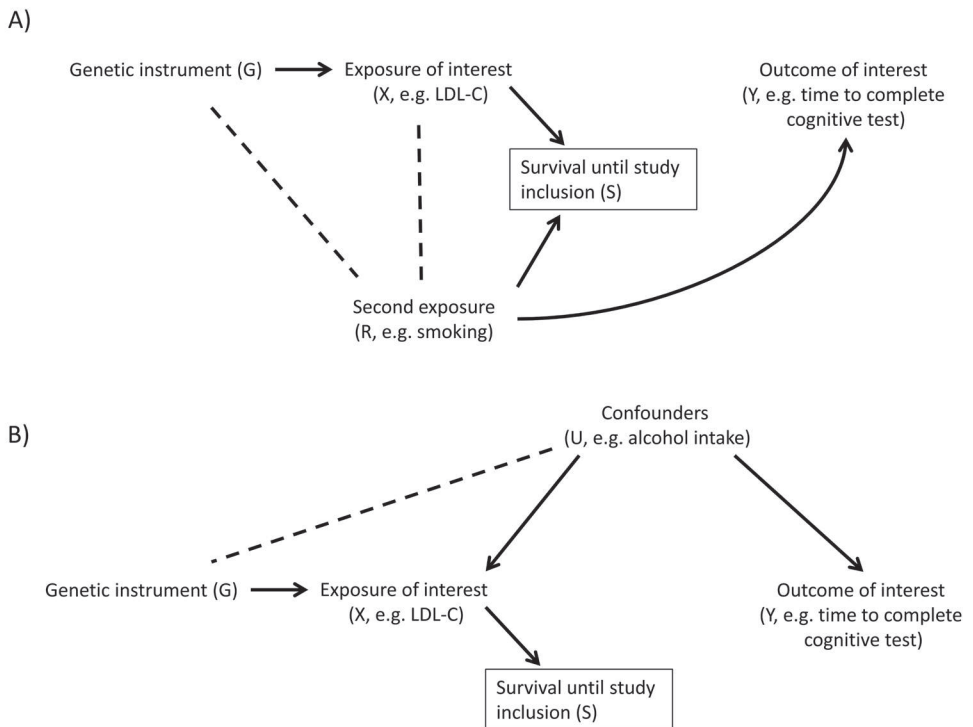 A)
Genetic instrument (G)
Exposure of interest
(X, e.g. LDL-C)
Outcome of interest
(Y, e.g. time to complete
cognitive test)
Survival until study
inclusion (S)
Second exposure
(R, e.g. smoking)
B)
Confounders
(U, e.g. alcohol intake)
Genetic instrument (G)
Exposure of interest
(X, e.g. LDL-C)
Outcome of interest
(Y, e.g. time to complete
cognitive test)
Survival until study
inclusion (S)